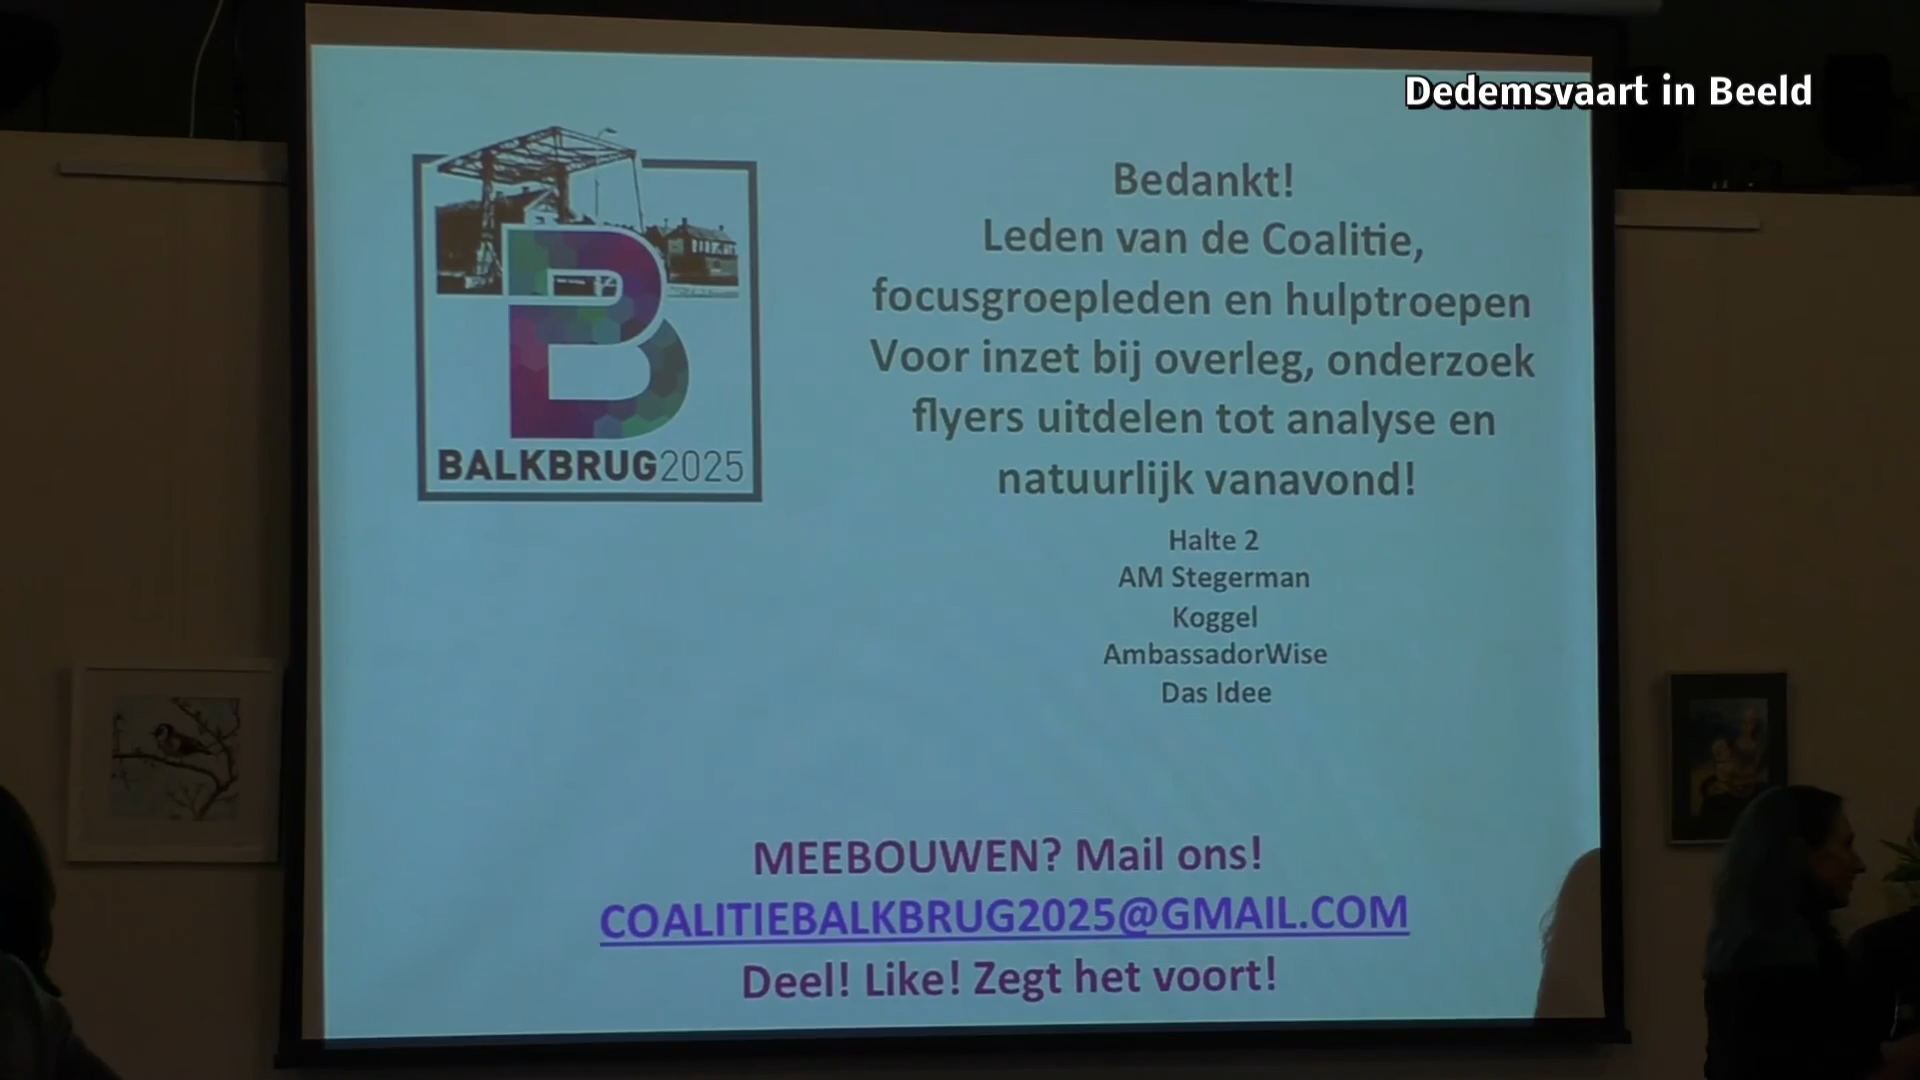 Dedemsvaart in Beeld
B
BALKBRUG2025
Bedankt!
Leden van de Coalitie,
focusgroepleden en hulptroepen
Voor inzet bij overleg, onderzoek
flyers uitdelen tot analyse en
natuurlijk vanavond!
Halte 2
AM Stegerman
Koggel
AmbassadorWise
Das Idee
MEEBOUWEN? Mail ons!
COALITIEBALKBRUG2025@GMAIL.COM
Deel! Like! Zegt het voort!